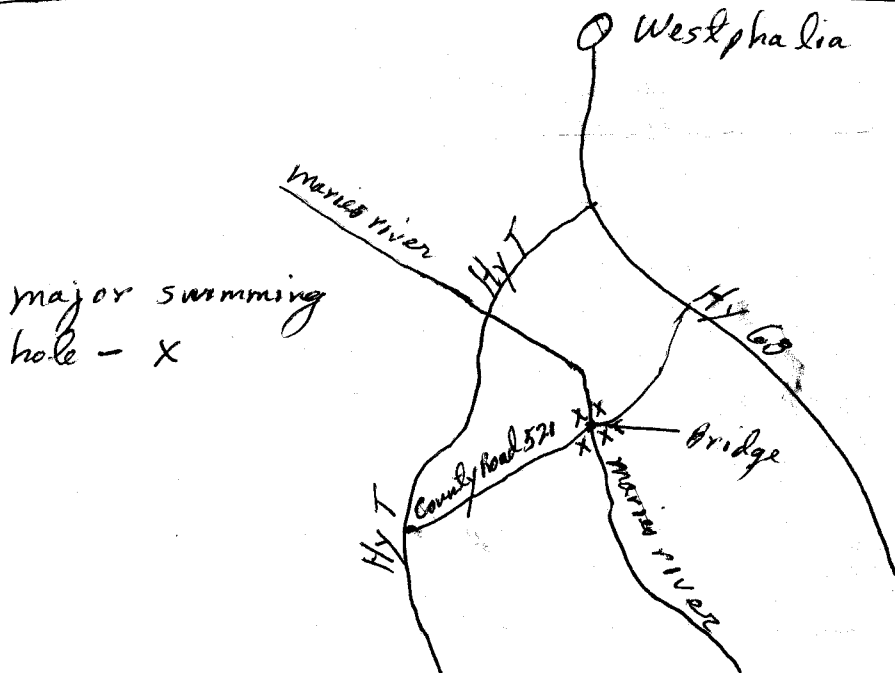 Westphalia
Maries river
Hy T
major swimming
hole – X
Hy 63
X X
X X
County Road 521
Bridge
Hy T
maries river